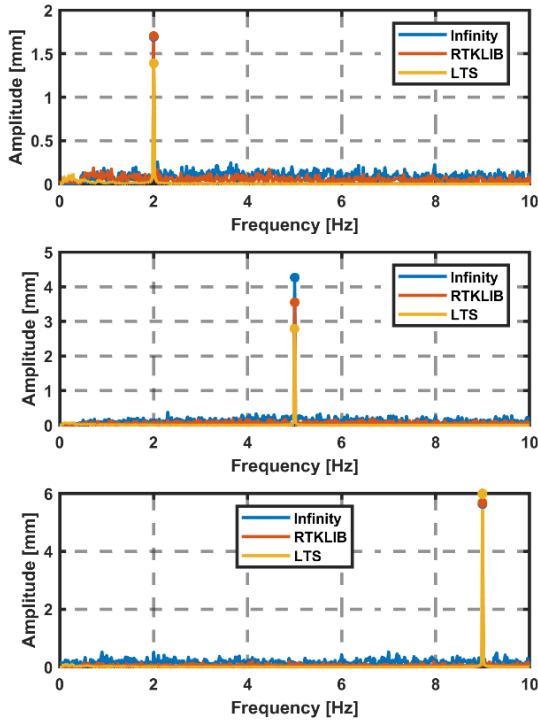 2
1.5
1
0.5
0
Amplitude [mm]
Infinity
RTKLIB
LTS
0 2 4 6 8 10
Frequency [Hz]
5
4
3
2
1
0
Amplitude [mm]
Infinity
RTKLIB
LTS
0 2 4 6 8 10
Frequency [Hz]
6
4
2
0
Amplitude [mm]
Infinity
RTKLIB
LTS
0 2 4 6 8 10
Frequency [Hz]